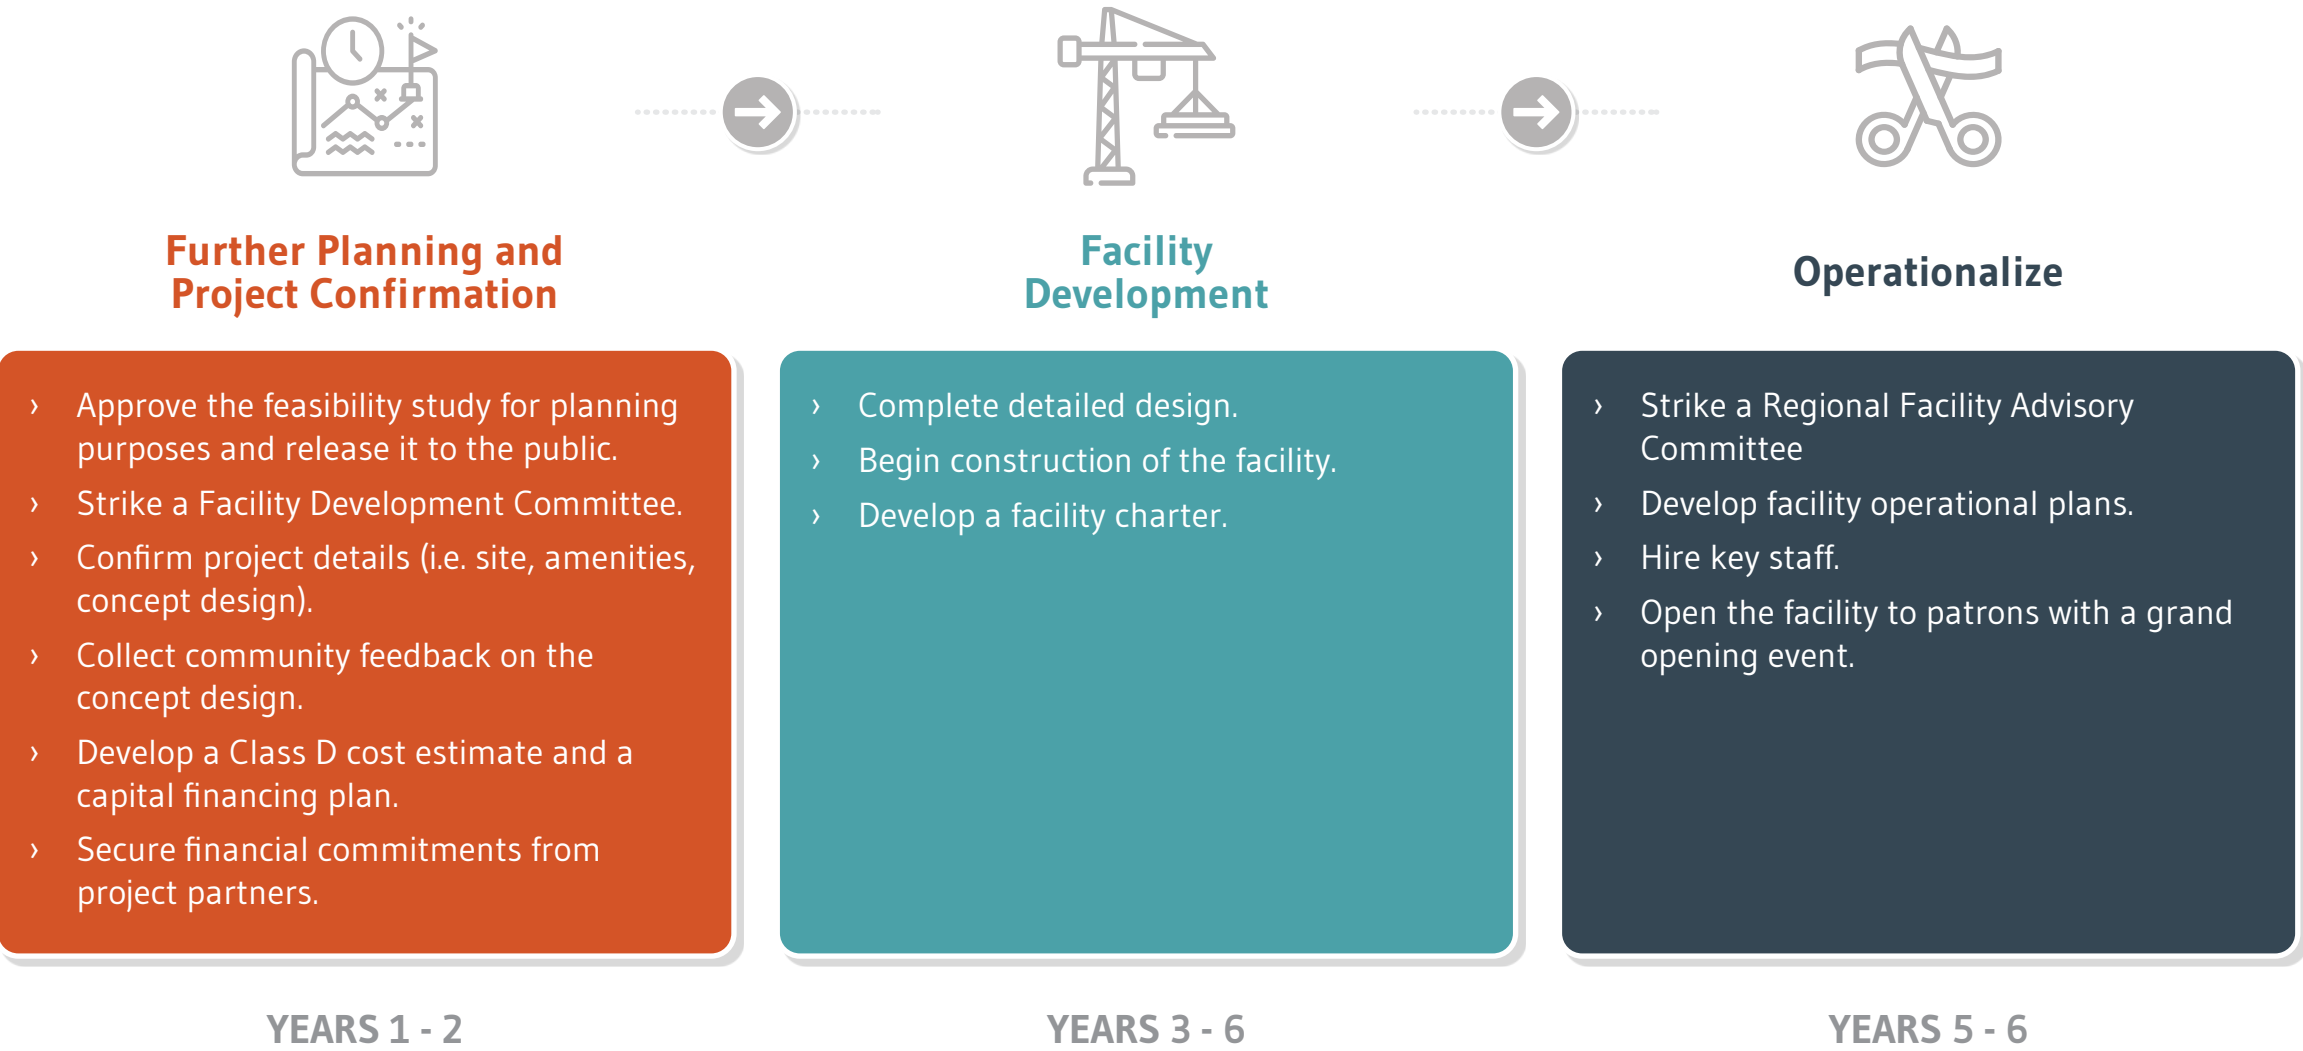 Further Planning and
Project Confirmation
› Approve the feasibility study for planning
purposes and release it to the public.
› Strike a Facility Development Committee.
› Confirm project details (i.e. site, amenities,
concept design).
› Collect community feedback on the
concept design.
› Develop a Class D cost estimate and a
capital financing plan.
› Secure financial commitments from
project partners.
YEARS 1 - 2
Facility
Development
› Complete detailed design.
› Begin construction of the facility.
› Develop a facility charter.
YEARS 3 - 6
Operationalize
› Strike a Regional Facility Advisory
Committee
› Develop facility operational plans.
› Hire key staff.
› Open the facility to patrons with a grand
opening event.
YEARS 5 - 6